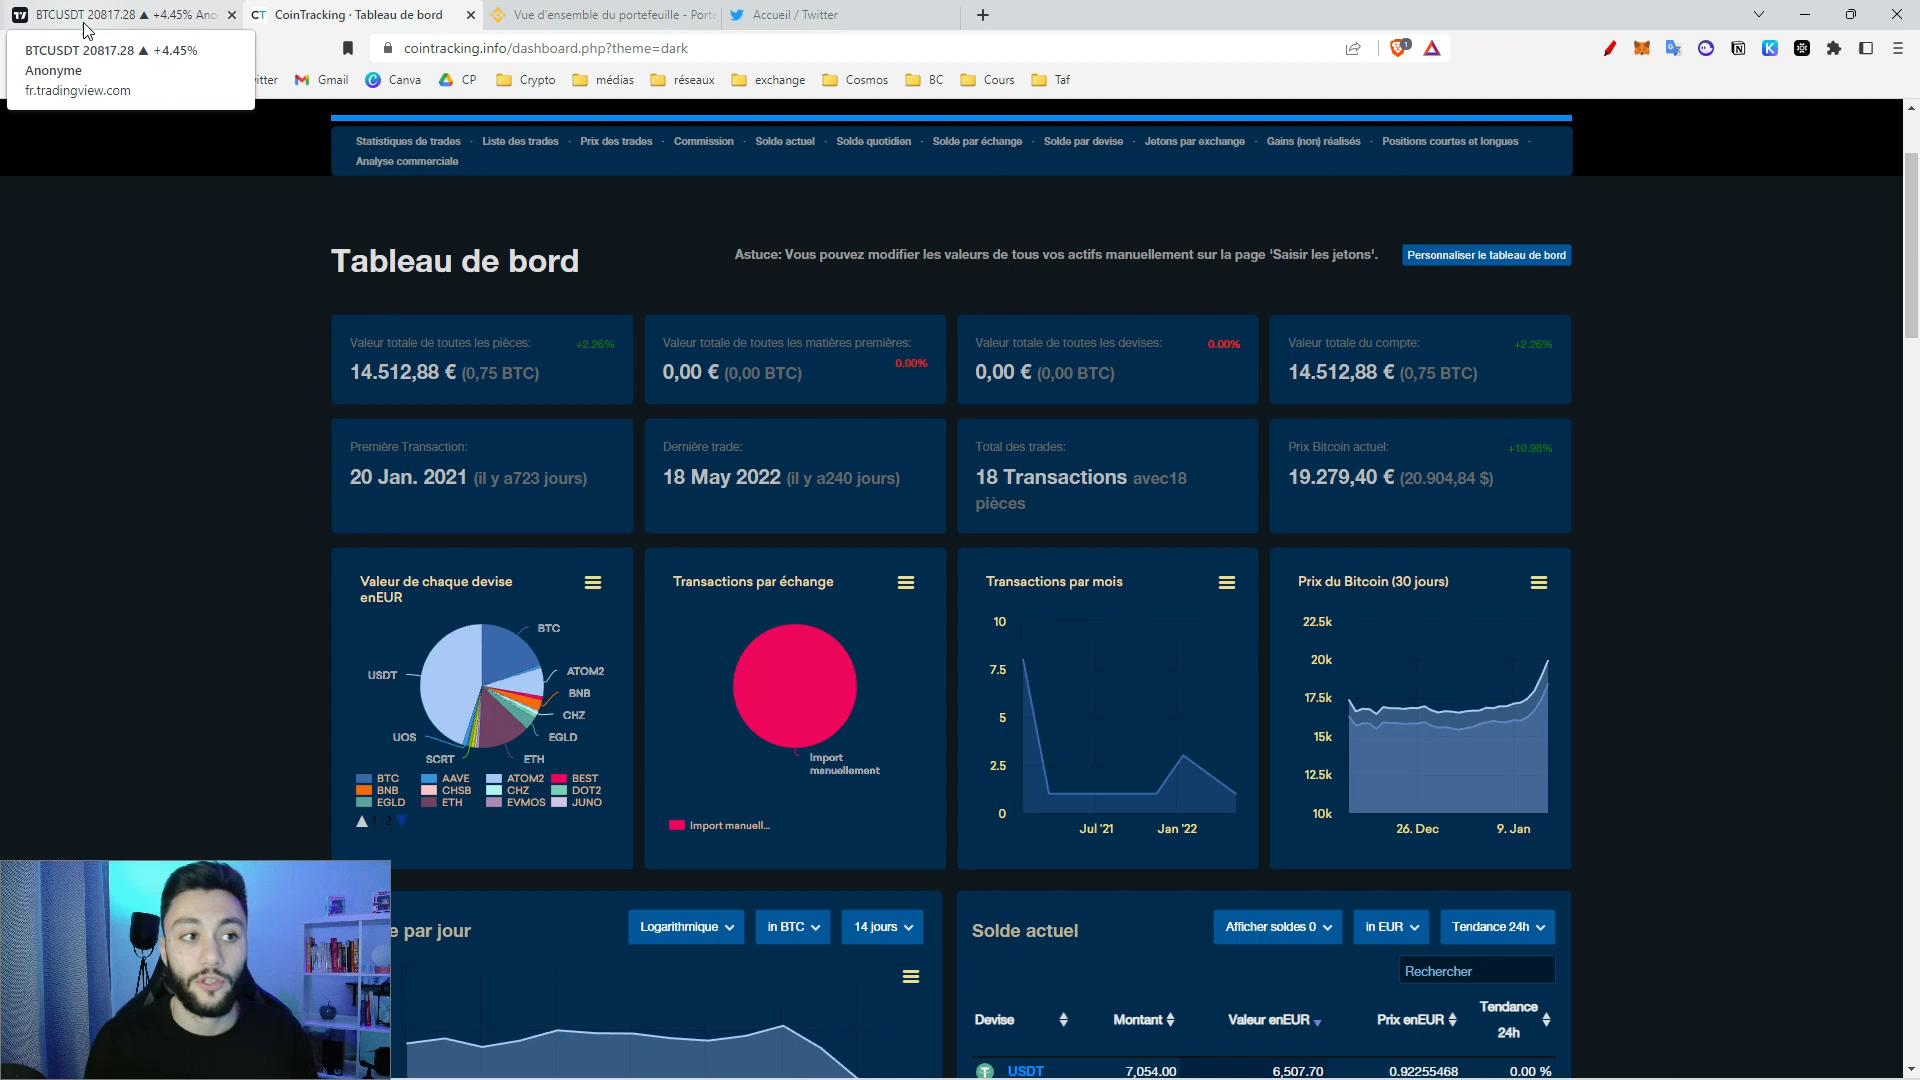 BTCUSDT 20817.28 ▲ +4.45% Ano
CoinTracking · Tableau de bord
Vue d'ensemble du portefeuille - Porte
Accueil / Twitter
BTCUSDT 20817.28 ▲ +4.45%
Anonyme
fr.tradingview.com
cointracking.info/dashboard.php?theme=dark
itter
Gmail
Canva
CP
Crypto
médias
réseaux
exchange
Cosmos
BC
Cours
Taf
Statistiques de trades · Liste des trades · Prix des trades · Commission · Solde actuel · Solde quotidien · Solde par échange · Solde par devise · Jetons par exchange · Gains (non) réalisés · Positions courtes et longues ·
Analyse commerciale
Tableau de bord
Astuce: Vous pouvez modifier les valeurs de tous vos actifs manuellement sur la page 'Saisir les jetons'.
Personnaliser le tableau de bord
Valeur totale de toutes les pièces: +2.26%
14.512,88 € (0,75 BTC)
Valeur totale de toutes les matières premières:
0.00%
0,00 € (0,00 BTC)
Valeur totale de toutes les devises: 0.00%
0,00 € (0,00 BTC)
Valeur totale du compte: +2.26%
14.512,88 € (0,75 BTC)
Première Transaction:
20 Jan. 2021 (il y a723 jours)
Dernière trade:
18 May 2022 (il y a240 jours)
Total des trades:
18 Transactions avec18
pièces
Prix Bitcoin actuel: +10.98%
19.279,40 € (20.904,84 $)
Valeur de chaque devise
enEUR
BTC
ATOM2
USDT
BNB
CHZ
UOS
EGLD
SCRT
ETH
BTC AAVE ATOM2 BEST
BNB CHSB CHZ DOT2
EGLD ETH EVMOS JUNO
1/2
Transactions par échange
Import
manuellement
Import manuell...
Transactions par mois
10
7.5
5
2.5
0
Jul '21
Jan '22
Prix du Bitcoin (30 jours)
22.5k
20k
17.5k
15k
12.5k
10k
26. Dec
9. Jan
e par jour
Logarithmique
in BTC
14 jours
Solde actuel
Afficher soldes 0
in EUR
Tendance 24h
Rechercher
Devise
Montant
Valeur enEUR
Prix enEUR
Tendance
24h
USDT 7,054.00 6,507.70 0.92255468 0.00 %